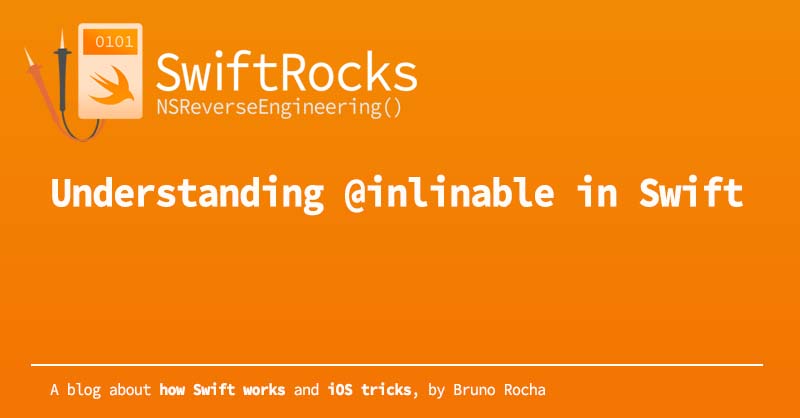 0101
SwiftRocks
NSReverseEngineering()
Understanding @inlinable in Swift
A blog about how Swift works and iOS tricks, by Bruno Rocha